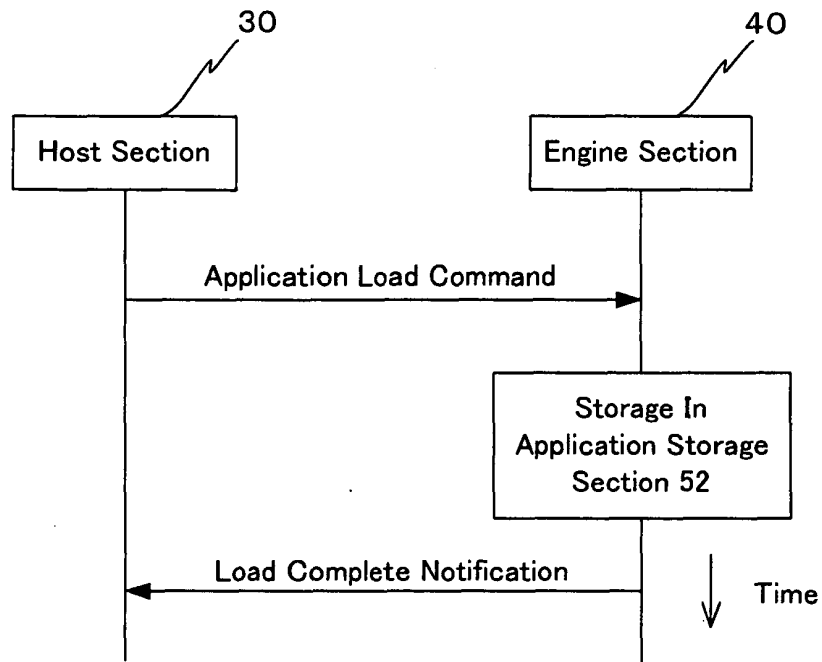 30
40
Host Section
Engine Section
Application Load Command
Storage In
Application Storage
Section 52
Load Complete Notification
Time